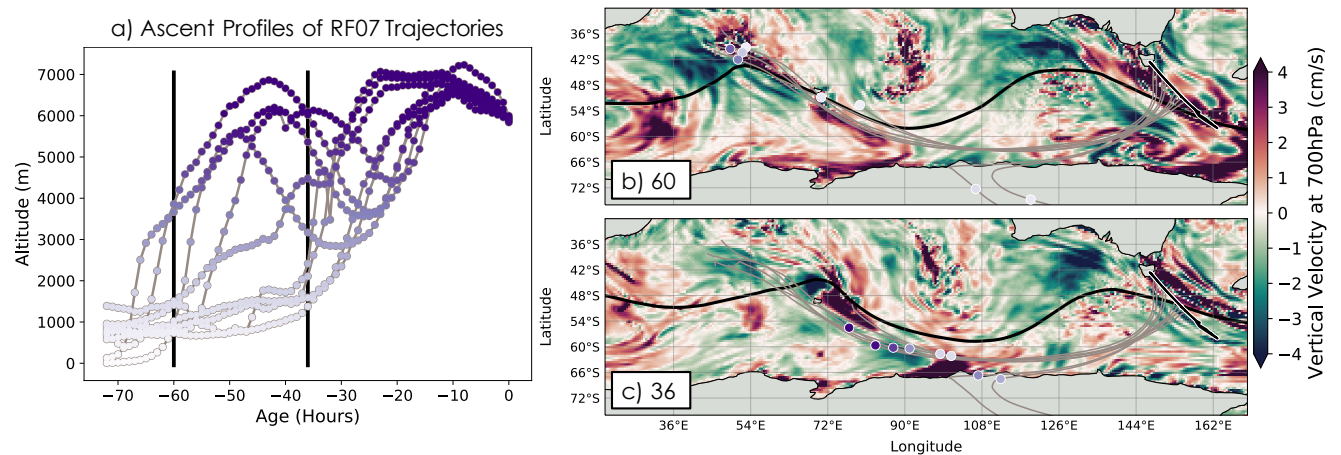 a) Ascent Profiles of RF07 Trajectories
7000
6000
5000
4000
3000
2000
1000
0
Altitude (m)
−70
−60
−50
−40
−30
−20
−10
0
Age (Hours)
36°S
42°S
48°S
54°S
60°S
66°S
72°S
Latitude
b) 60
36°S
42°S
48°S
54°S
60°S
66°S
72°S
Latitude
c) 36
36°E
54°E
72°E
90°E
108°E
126°E
144°E
162°E
Longitude
4
3
2
1
0
−1
−2
−3
−4
Vertical Velocity at 700hPa (cm/s)